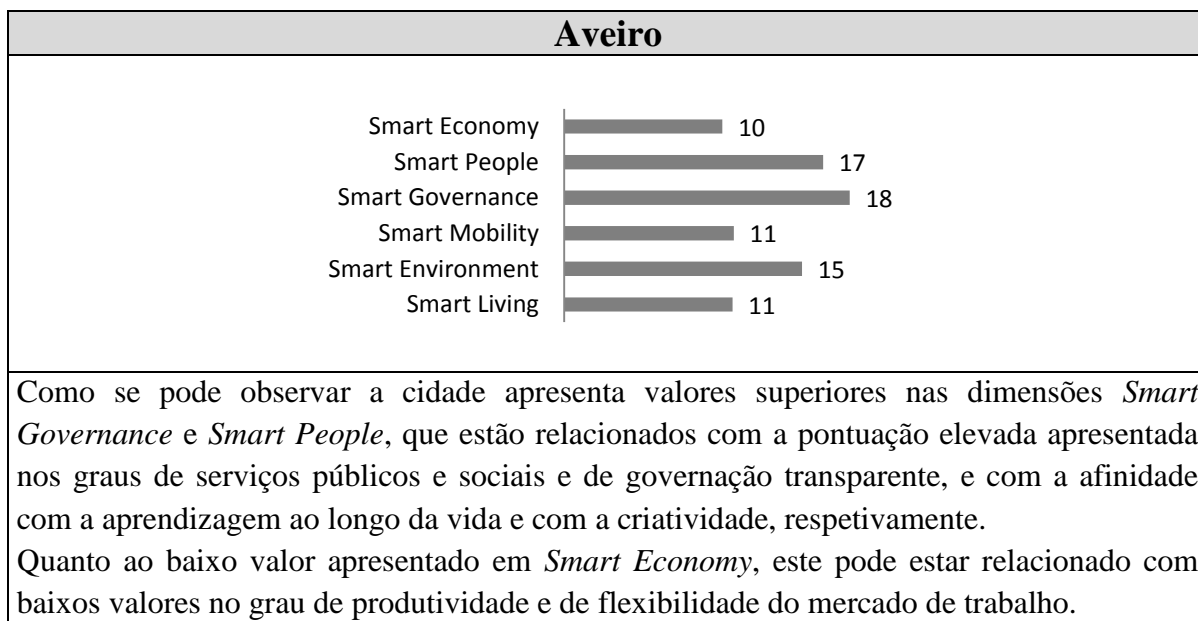 Aveiro
Smart Economy 10
Smart People 17
Smart Governance 18
Smart Mobility 11
Smart Environment 15
Smart Living 11
Como se pode observar a cidade apresenta valores superiores nas dimensões Smart
Governance e Smart People, que estão relacionados com a pontuação elevada apresentada
nos graus de serviços públicos e sociais e de governação transparente, e com a afinidade
com a aprendizagem ao longo da vida e com a criatividade, respetivamente.
Quanto ao baixo valor apresentado em Smart Economy, este pode estar relacionado com
baixos valores no grau de produtividade e de flexibilidade do mercado de trabalho.